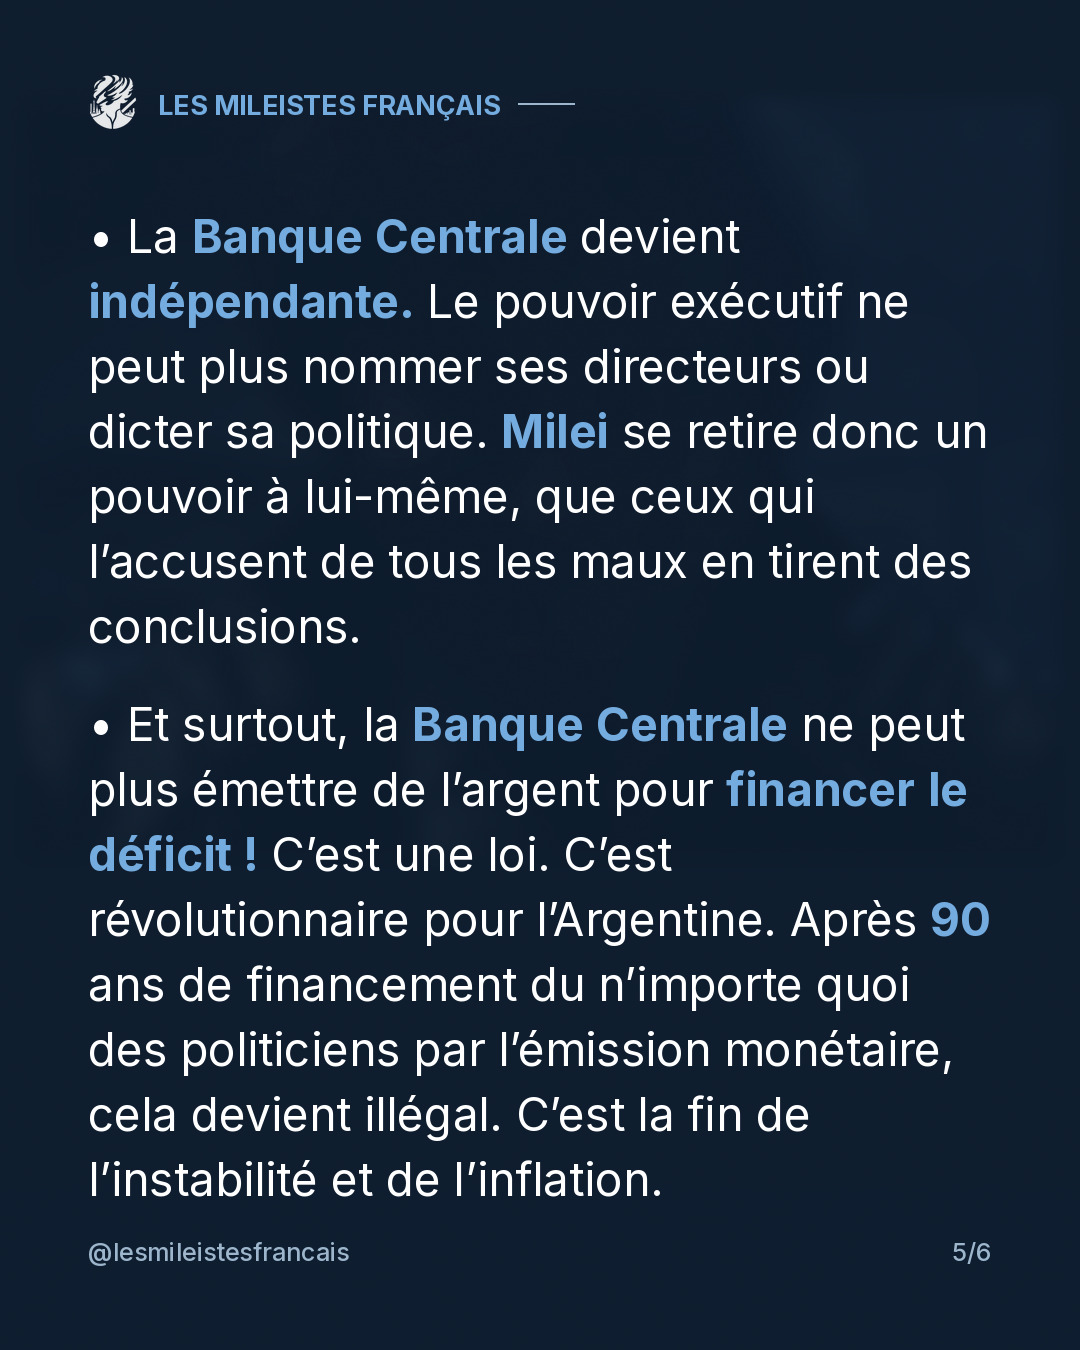 LES MILEISTES FRANÇAIS
• La Banque Centrale devient
indépendante. Le pouvoir exécutif ne
peut plus nommer ses directeurs ou
dicter sa politique. Milei se retire donc un
pouvoir à lui-même, que ceux qui
l’accusent de tous les maux en tirent des
conclusions.
• Et surtout, la Banque Centrale ne peut
plus émettre de l’argent pour financer le
déficit ! C’est une loi. C’est
révolutionnaire pour l’Argentine. Après 90
ans de financement du n’importe quoi
des politiciens par l’émission monétaire,
cela devient illégal. C’est la fin de
l’instabilité et de l’inflation.
@lesmileistesfrancais
5/6